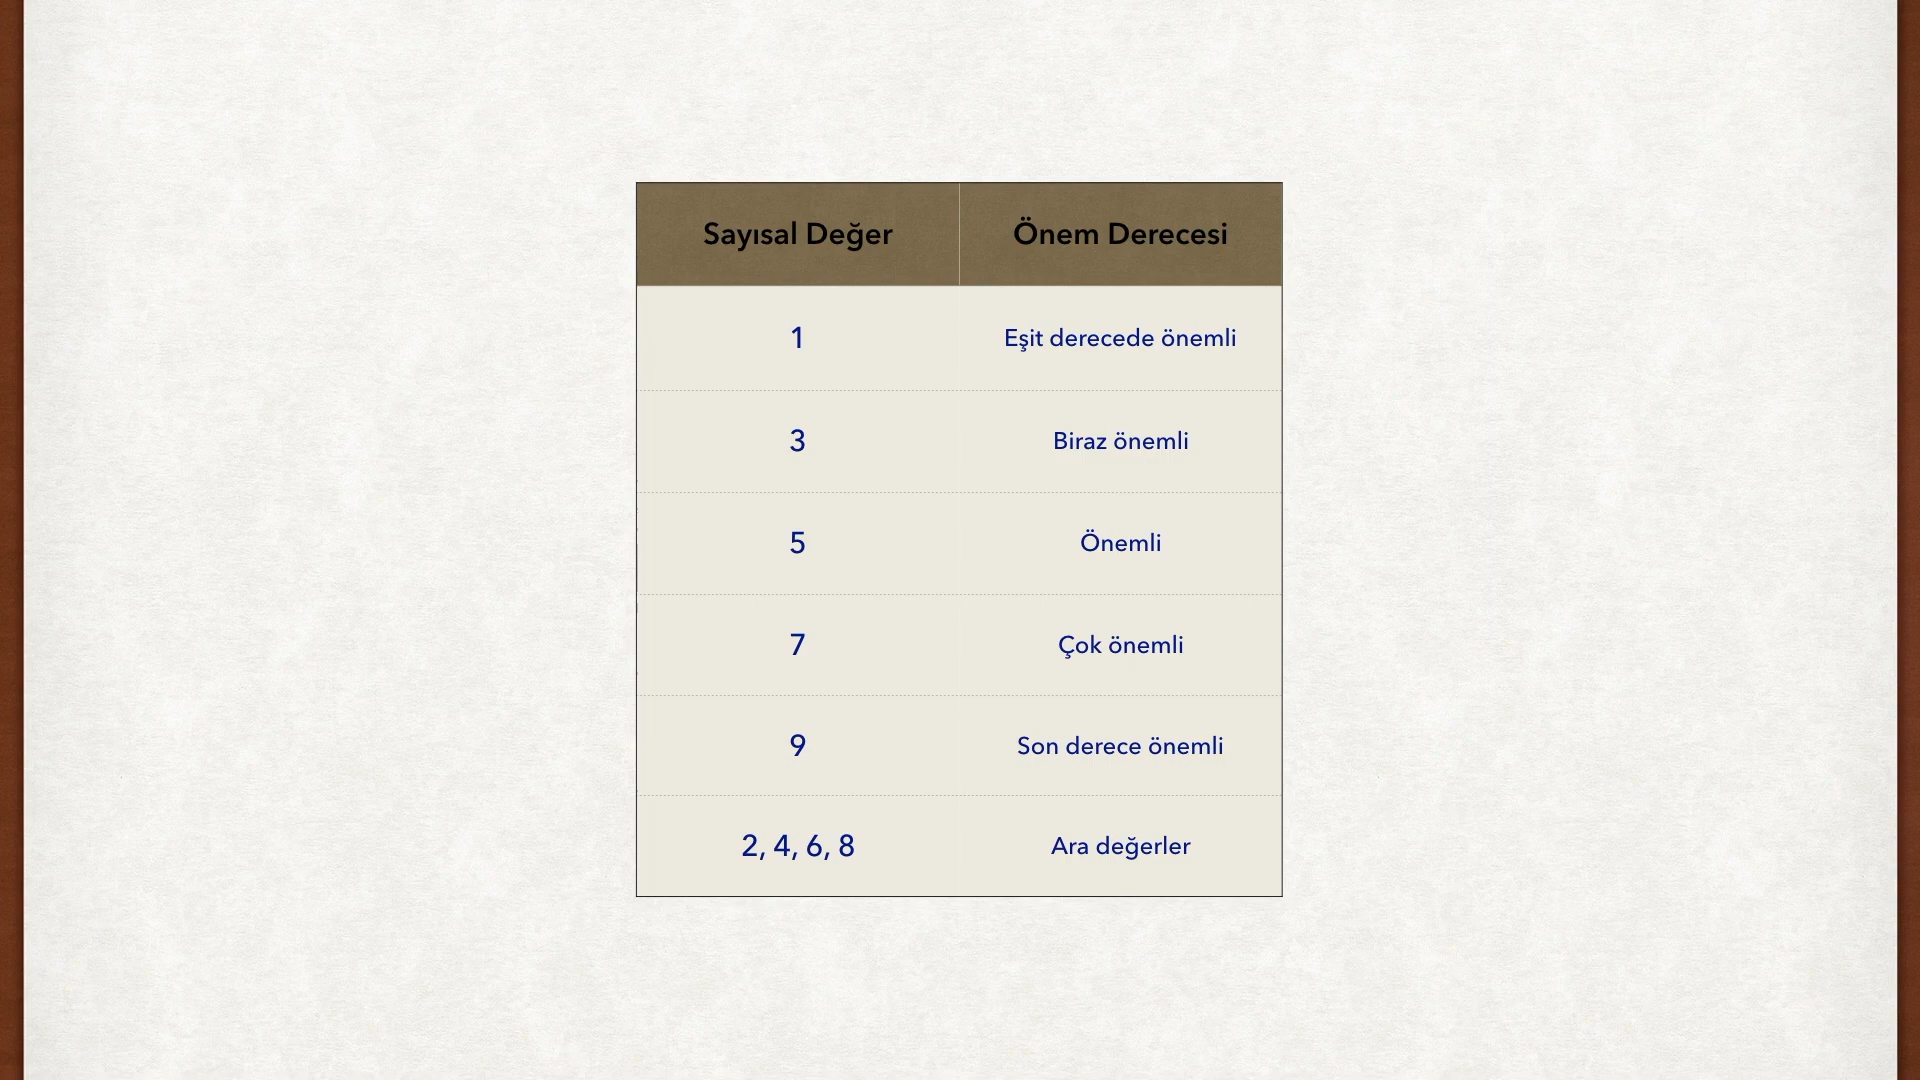 Sayısal Değer Önem Derecesi
1 Eşit derecede önemli
3 Biraz önemli
5 Önemli
7 Çok önemli
9 Son derece önemli
2, 4, 6, 8 Ara değerler